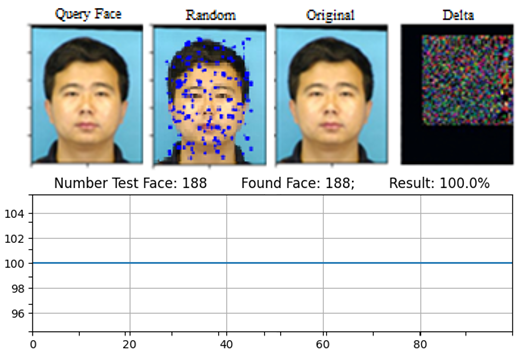 Query Face Random Original Delta
Number Test Face: 188 Found Face: 188; Result: 100.0%
104
102
100
98
96
0 20 40 60 80